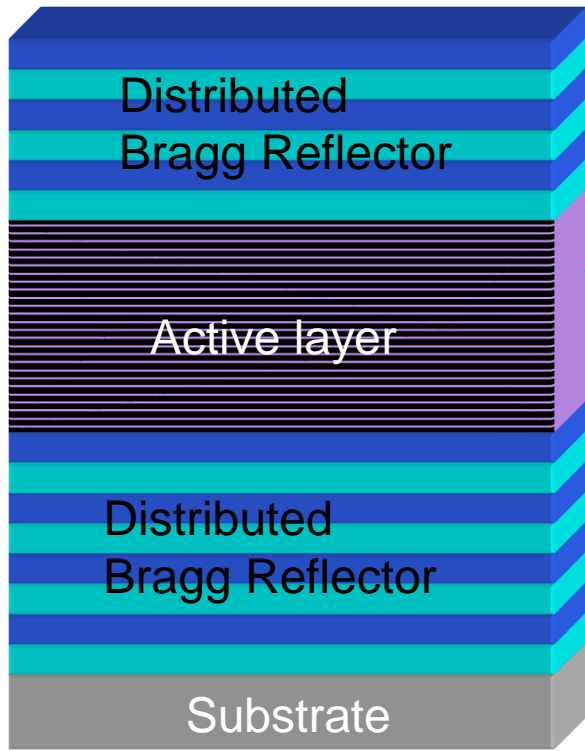 Distributed
Bragg Reflector
Active layer
Distributed
Bragg Reflector
Substrate